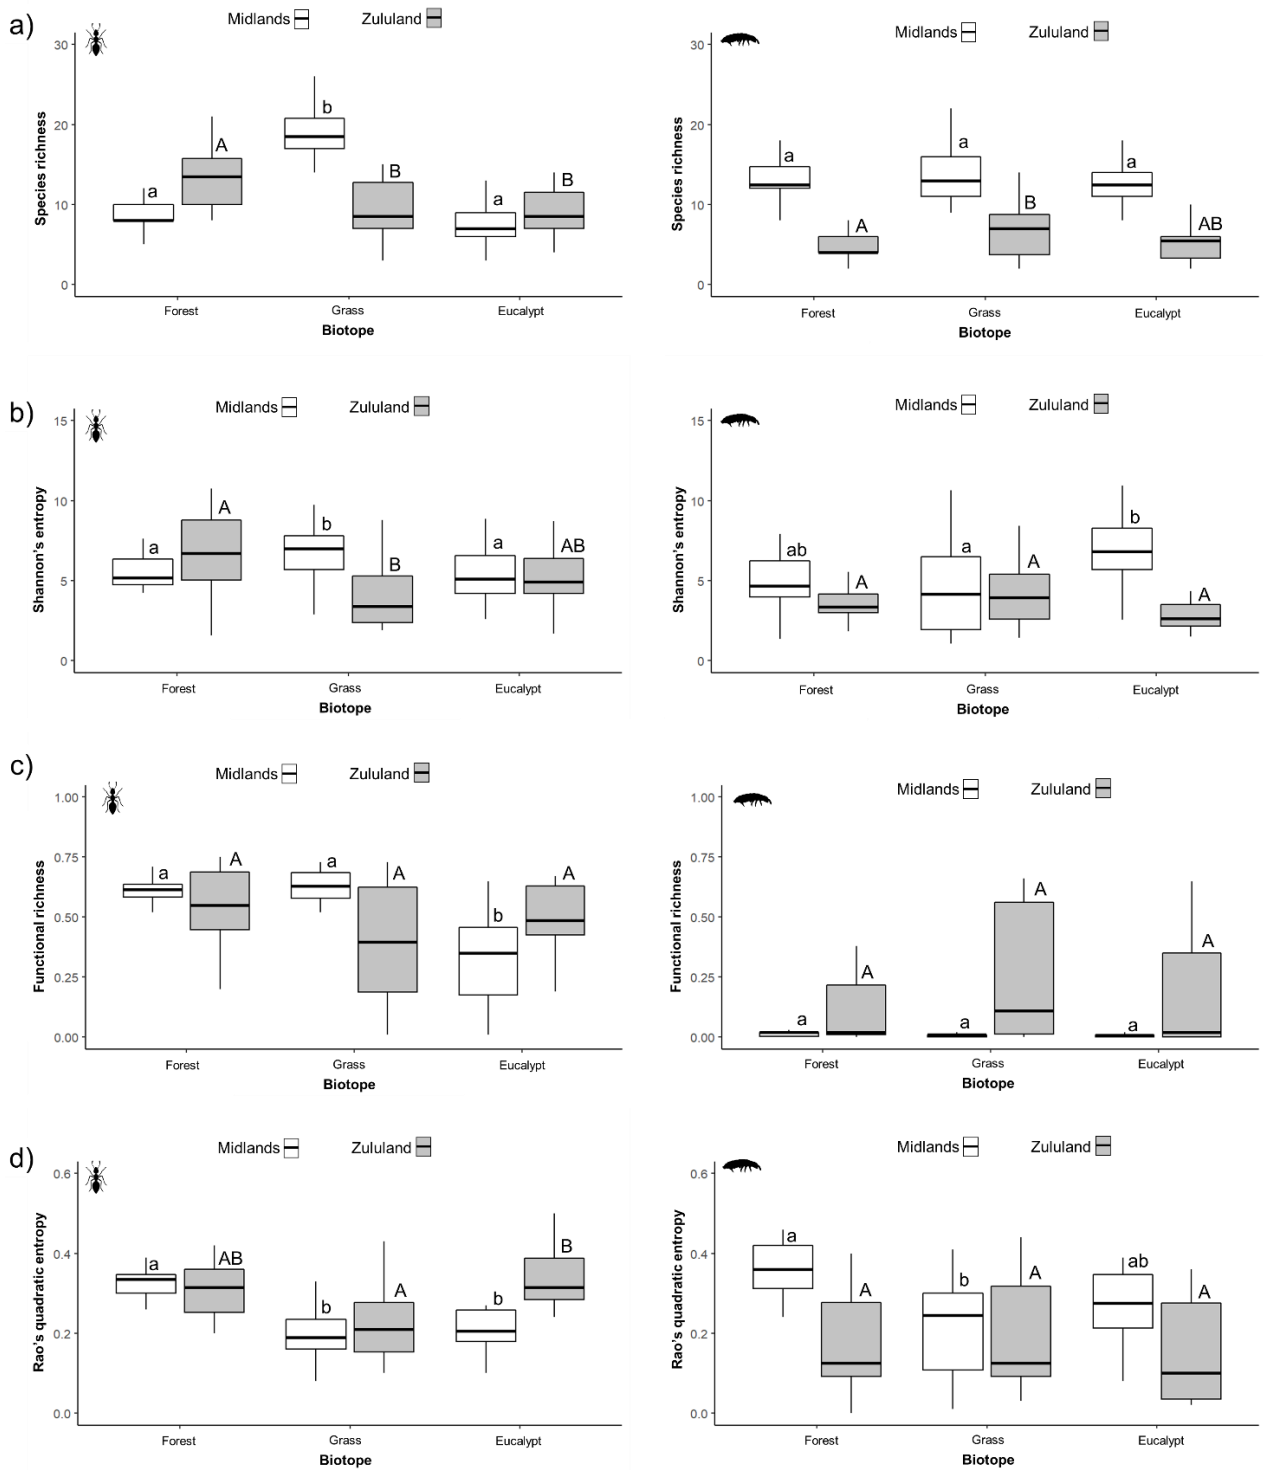 a)
Midlands Zululand
30
20
10
0
Species richness
a A b B a B
Forest Grass Eucalypt
Biotope
Midlands Zululand
30
20
10
0
Species richness
a A a B a AB
Forest Grass Eucalypt
Biotope
b)
Midlands Zululand
15
10
5
0
Shannon's entropy
a A b B a AB
Forest Grass Eucalypt
Biotope
Midlands Zululand
15
10
5
0
Shannon's entropy
ab A a A b A
Forest Grass Eucalypt
Biotope
c)
Midlands Zululand
1.00
0.75
0.50
0.25
0.00
Functional richness
a A a A b A
Forest Grass Eucalypt
Biotope
Midlands Zululand
1.00
0.75
0.50
0.25
0.00
Functional richness
a A a A a A
Forest Grass Eucalypt
Biotope
d)
Midlands Zululand
0.6
0.4
0.2
0.0
Rao's quadratic entropy
a AB b A b B
Forest Grass Eucalypt
Biotope
Midlands Zululand
0.6
0.4
0.2
0.0
Rao's quadratic entropy
a A b A ab A
Forest Grass Eucalypt
Biotope